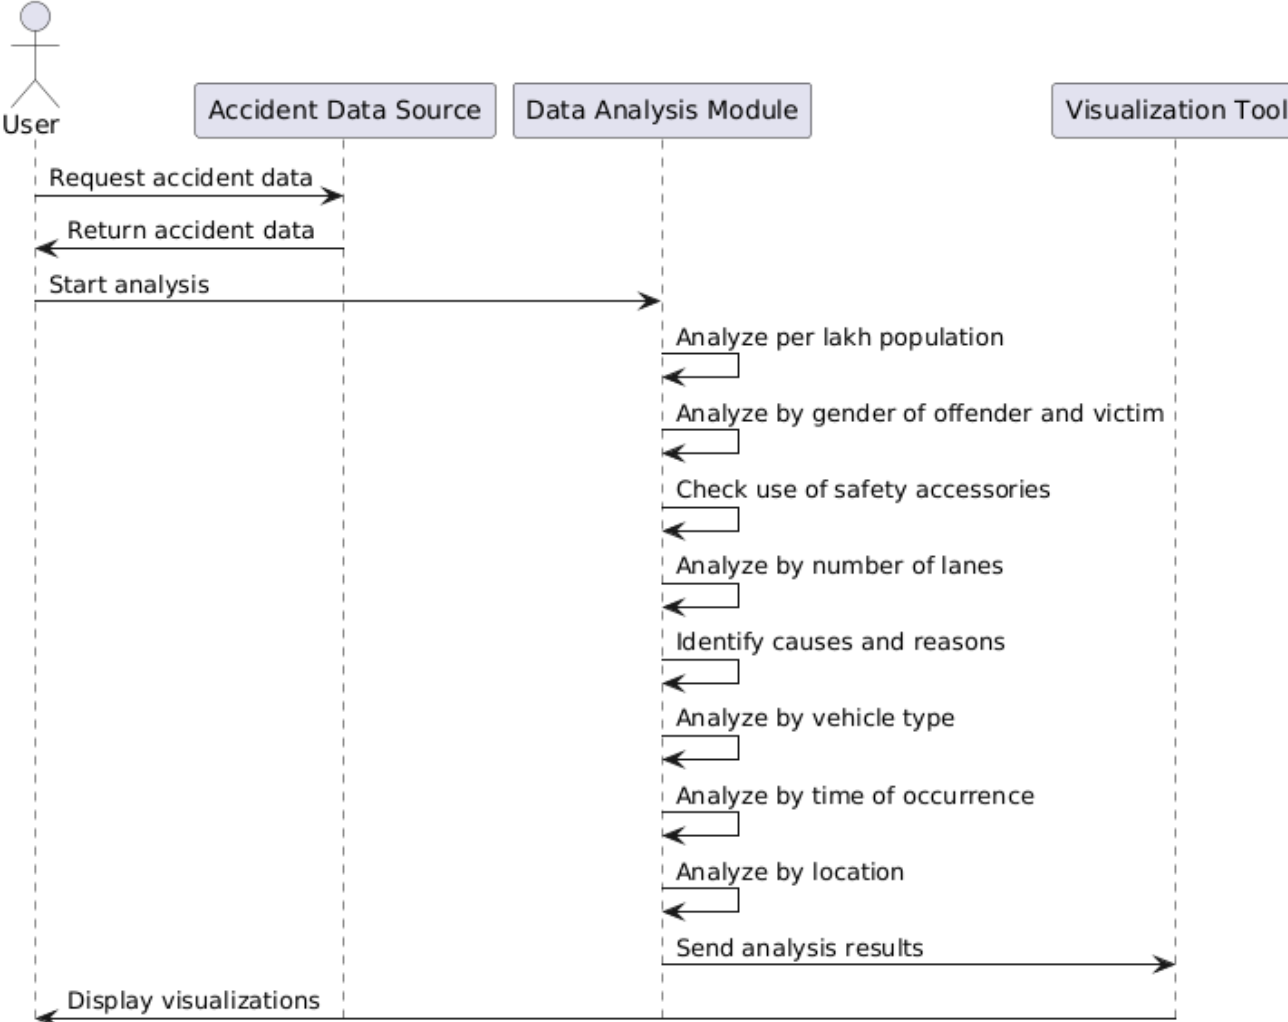 User
Accident Data Source
Data Analysis Module
Visualization Tool
Request accident data
Return accident data
Start analysis
Analyze per lakh population
Analyze by gender of offender and victim
Check use of safety accessories
Analyze by number of lanes
Identify causes and reasons
Analyze by vehicle type
Analyze by time of occurrence
Analyze by location
Send analysis results
Display visualizations